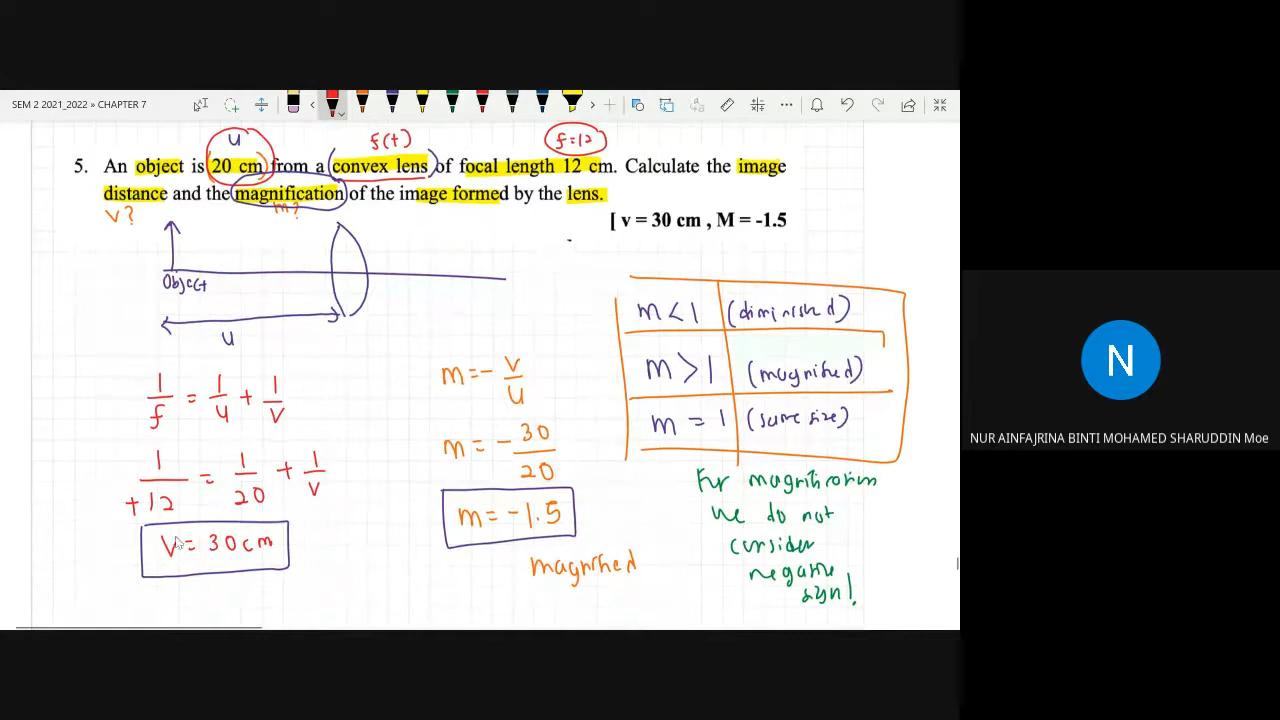 SEM 2 2021_2022 » CHAPTER 7
u
f(+)
f=12
5. An object is 20 cm from a convex lens of focal length 12 cm. Calculate the image
distance and the magnification of the image formed by the lens.
v?
m?
[ v = 30 cm , M = -1.5
Object
u
1/f = 1/u + 1/v
1/+12 = 1/20 + 1/v
v = 30cm
m = - v/u
m = - 30/20
m = -1.5
magnified
m < 1 (diminished)
m > 1 (magnified)
m = 1 (same size)
For magnification
we do not
consider
negative
sign!
N
NUR AINFAJRINA BINTI MOHAMED SHARUDDIN Moe